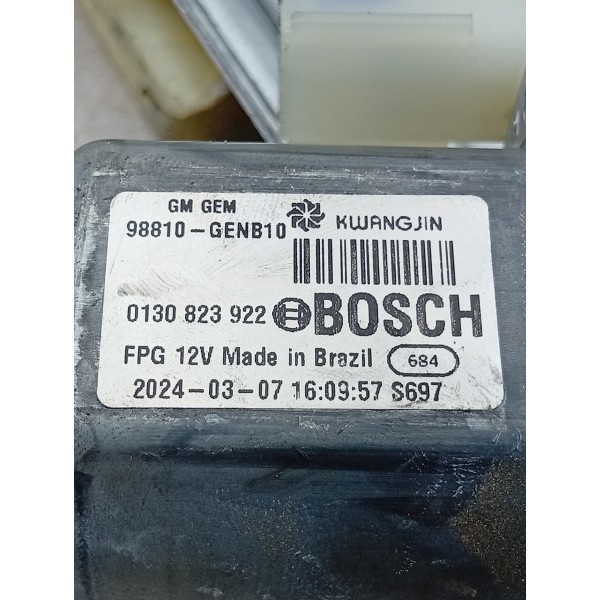 GM GEM KWANGJIN
98810-GENB10
0130 823 922 BOSCH
FPG 12V Made in Brazil 684
2024-03-07 16:09:57 S697